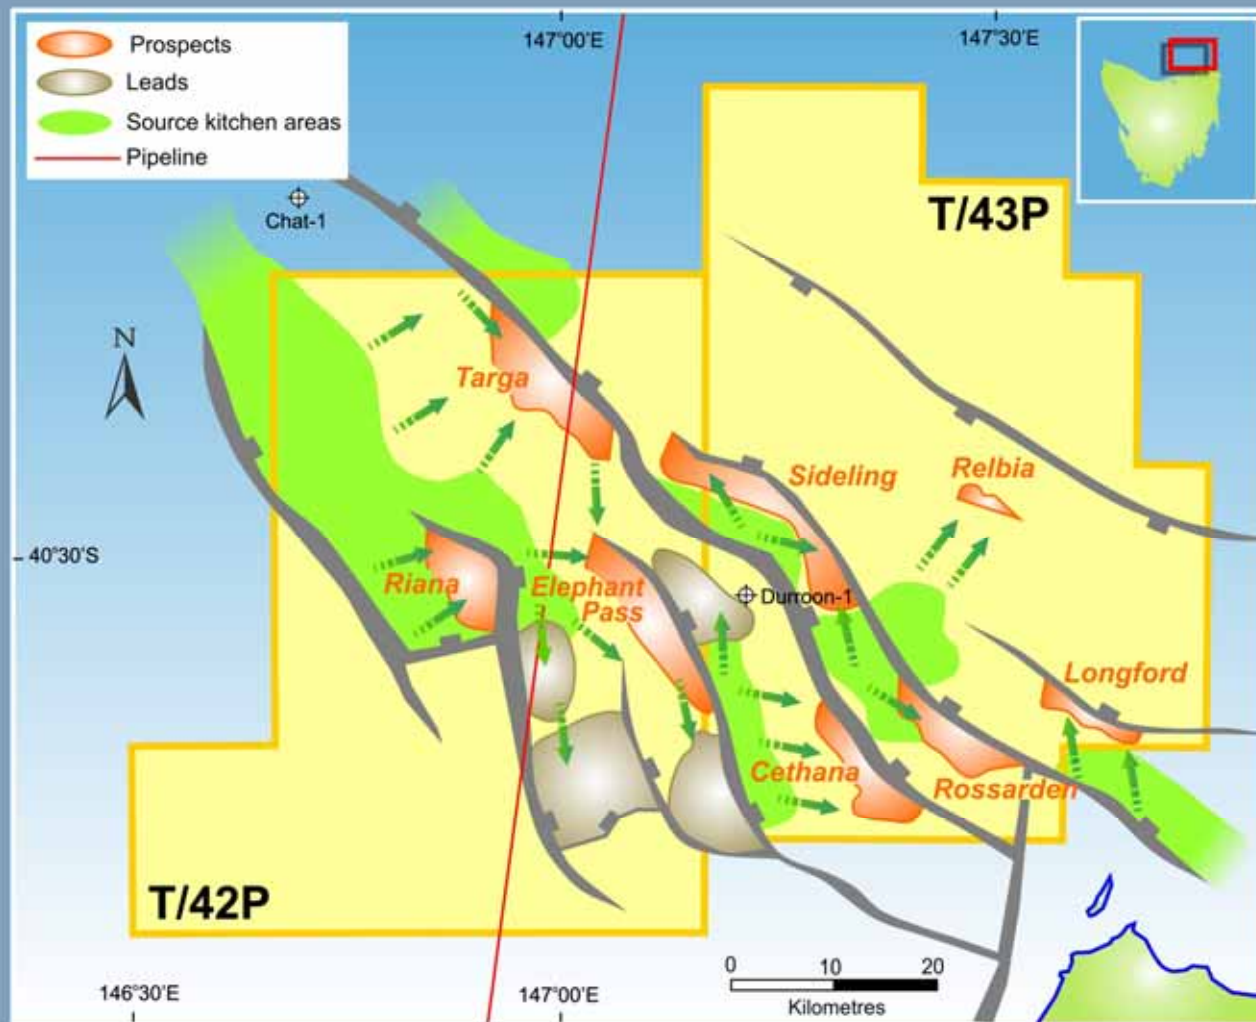 147°00'E
147°30'E
Prospects
Leads
Source kitchen areas
Pipeline
Chat-1
T/43P
N
Targa
Sideling
Relbia
40°30'S
Riana
Elephant
Pass
Durroon-1
Longford
Cethana
Rossarden
T/42P
0 10 20
Kilometres
146°30'E
147°00'E